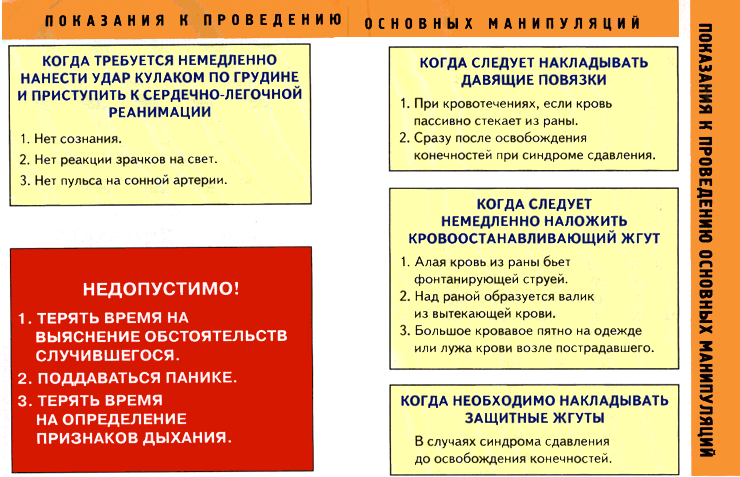 ПОКАЗАНИЯ К ПРОВЕДЕНИЮ ОСНОВНЫХ МАНИПУЛЯЦИЙ
КОГДА ТРЕБУЕТСЯ НЕМЕДЛЕННО
НАНЕСТИ УДАР КУЛАКОМ ПО ГРУДИНЕ
И ПРИСТУПИТЬ К СЕРДЕЧНО-ЛЕГОЧНОЙ
РЕАНИМАЦИИ
1. Нет сознания.
2. Нет реакции зрачков на свет.
3. Нет пульса на сонной артерии.
НЕДОПУСТИМО!
1. ТЕРЯТЬ ВРЕМЯ НА
ВЫЯСНЕНИЕ ОБСТОЯТЕЛЬСТВ
СЛУЧИВШЕГОСЯ.
2. ПОДДАВАТЬСЯ ПАНИКЕ.
3. ТЕРЯТЬ ВРЕМЯ
НА ОПРЕДЕЛЕНИЕ
ПРИЗНАКОВ ДЫХАНИЯ.
КОГДА СЛЕДУЕТ НАКЛАДЫВАТЬ
ДАВЯЩИЕ ПОВЯЗКИ
1. При кровотечениях, если кровь
пассивно стекает из раны.
2. Сразу после освобождения
конечностей при синдроме сдавления.
КОГДА СЛЕДУЕТ
НЕМЕДЛЕННО НАЛОЖИТЬ
КРОВООСТАНАВЛИВАЮЩИЙ ЖГУТ
1. Алая кровь из раны бьет
фонтанирующей струей.
2. Над раной образуется валик
из вытекающей крови.
3. Большое кровавое пятно на одежде
или лужа крови возле пострадавшего.
КОГДА НЕОБХОДИМО НАКЛАДЫВАТЬ
ЗАЩИТНЫЕ ЖГУТЫ
В случаях синдрома сдавления
до освобождения конечностей.
ПОКАЗАНИЯ К ПРОВЕДЕНИЮ ОСНОВНЫХ МАНИПУЛЯЦИЙ